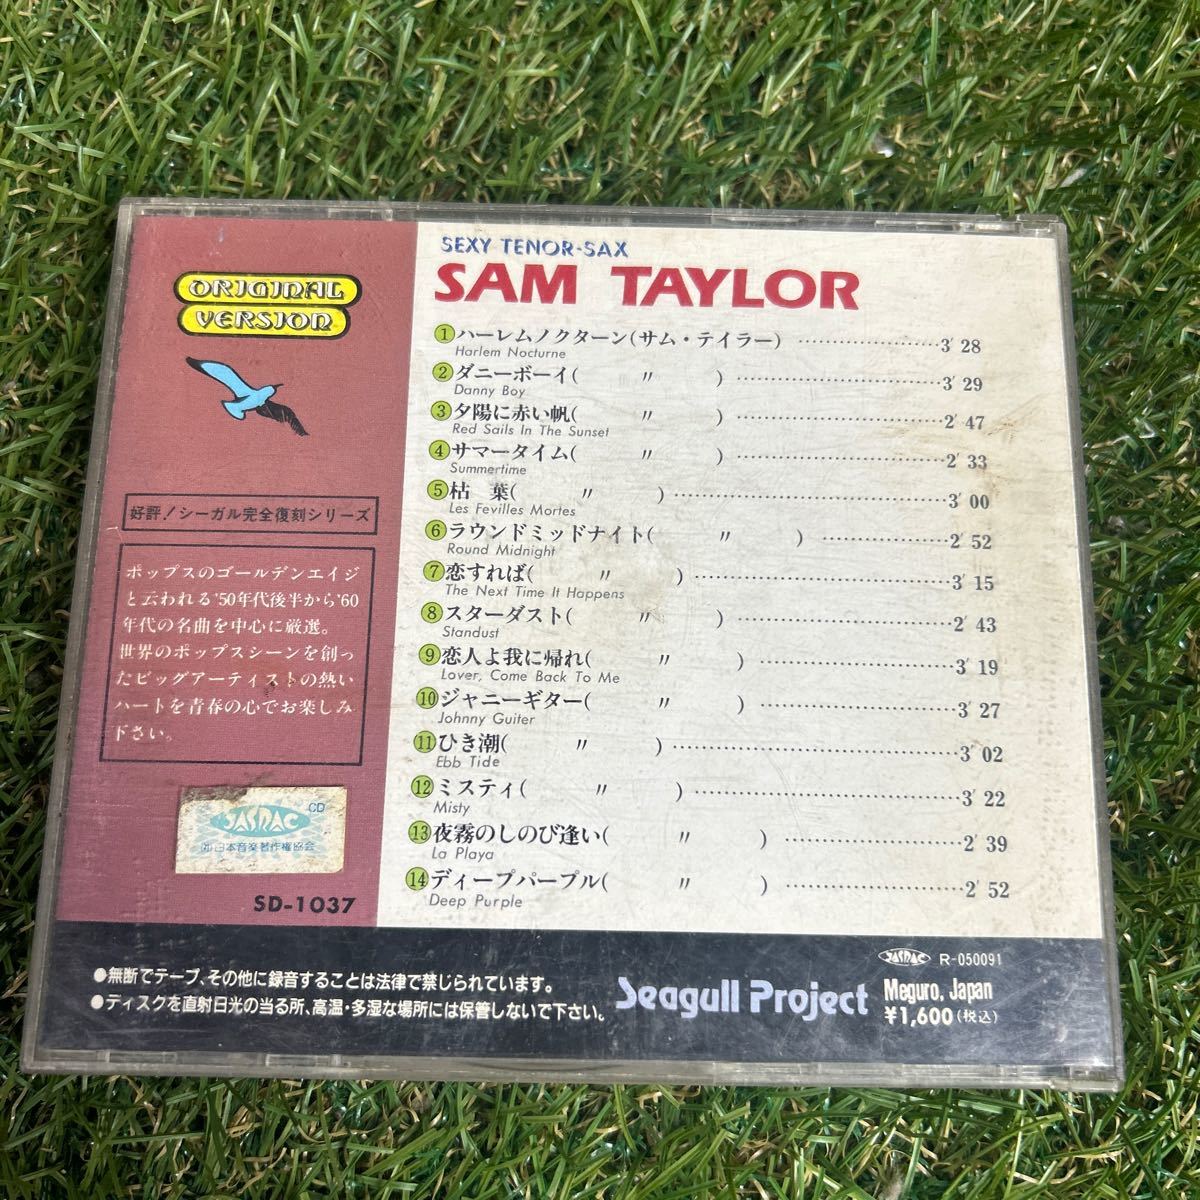 ORIGINAL
VERSION
好評！シーガル完全復刻シリーズ
ポップスのゴールデンエイジ
と云われる'50年代後半から'60
年代の名曲を中心に厳選。
世界のポップスシーンを創っ
たビッグアーティストの熱い
ハートを青春の心でお楽しみ
下さい。
JASRAC CD
日本音楽著作権協会
SD-1037
SEXY TENOR-SAX
SAM TAYLOR
①ハーレムノクターン(サム・テイラー) ……………………3′28
Harlem Nocturne
②ダニーボーイ( 〃 ) ……………………3′29
Danny Boy
③夕陽に赤い帆( 〃 ) ……………………2′47
Red Sails In The Sunset
④サマータイム( 〃 ) ……………………2′33
Summertime
⑤枯 葉( 〃 ) ……………………3′00
Les Fevilles Mortes
⑥ラウンドミッドナイト( 〃 ) ……………………2′52
Round Midnight
⑦恋すれば( 〃 ) ……………………3′15
The Next Time It Happens
⑧スターダスト( 〃 ) ……………………2′43
Standust
⑨恋人よ我に帰れ( 〃 ) ……………………3′19
Lover, Come Back To Me
⑩ジャニーギター( 〃 ) ……………………3′27
Johnny Guiter
⑪ひき潮( 〃 ) ……………………3′02
Ebb Tide
⑫ミスティ( 〃 ) ……………………3′22
Misty
⑬夜霧のしのび逢い( 〃 ) ……………………2′39
La Playa
⑭ディープパープル( 〃 ) ……………………2′52
Deep Purple
●無断でテープ、その他に録音することは法律で禁じられています。
●ディスクを直射日光の当る所、高温・多湿な場所には保管しないで下さい。
Seagull Project
JASRAC R-050091
Meguro, Japan
¥1,600(税込)